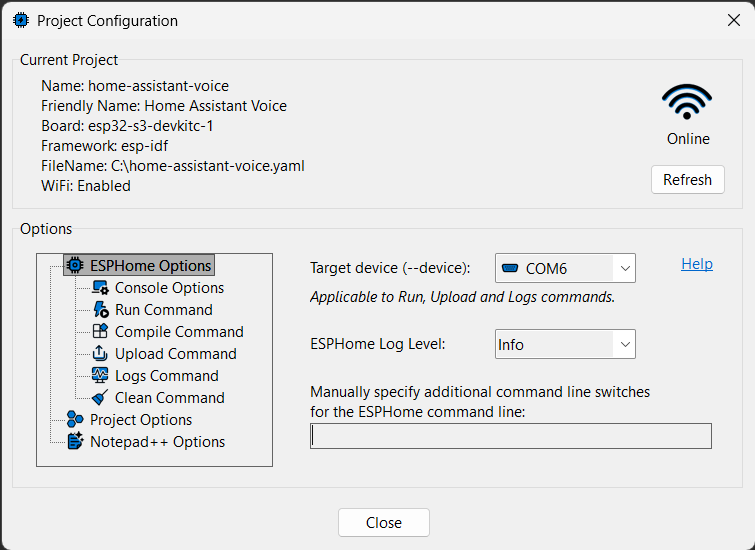 Project Configuration
Current Project
Name: home-assistant-voice
Friendly Name: Home Assistant Voice
Board: esp32-s3-devkitc-1
Framework: esp-idf
FileName: C:\home-assistant-voice.yaml
WiFi: Enabled
Online
Refresh
Options
ESPHome Options
Console Options
Run Command
Compile Command
Upload Command
Logs Command
Clean Command
Project Options
Notepad++ Options
Target device (--device):
COM6
Help
Applicable to Run, Upload and Logs commands.
ESPHome Log Level:
Info
Manually specify additional command line switches
for the ESPHome command line:
Close